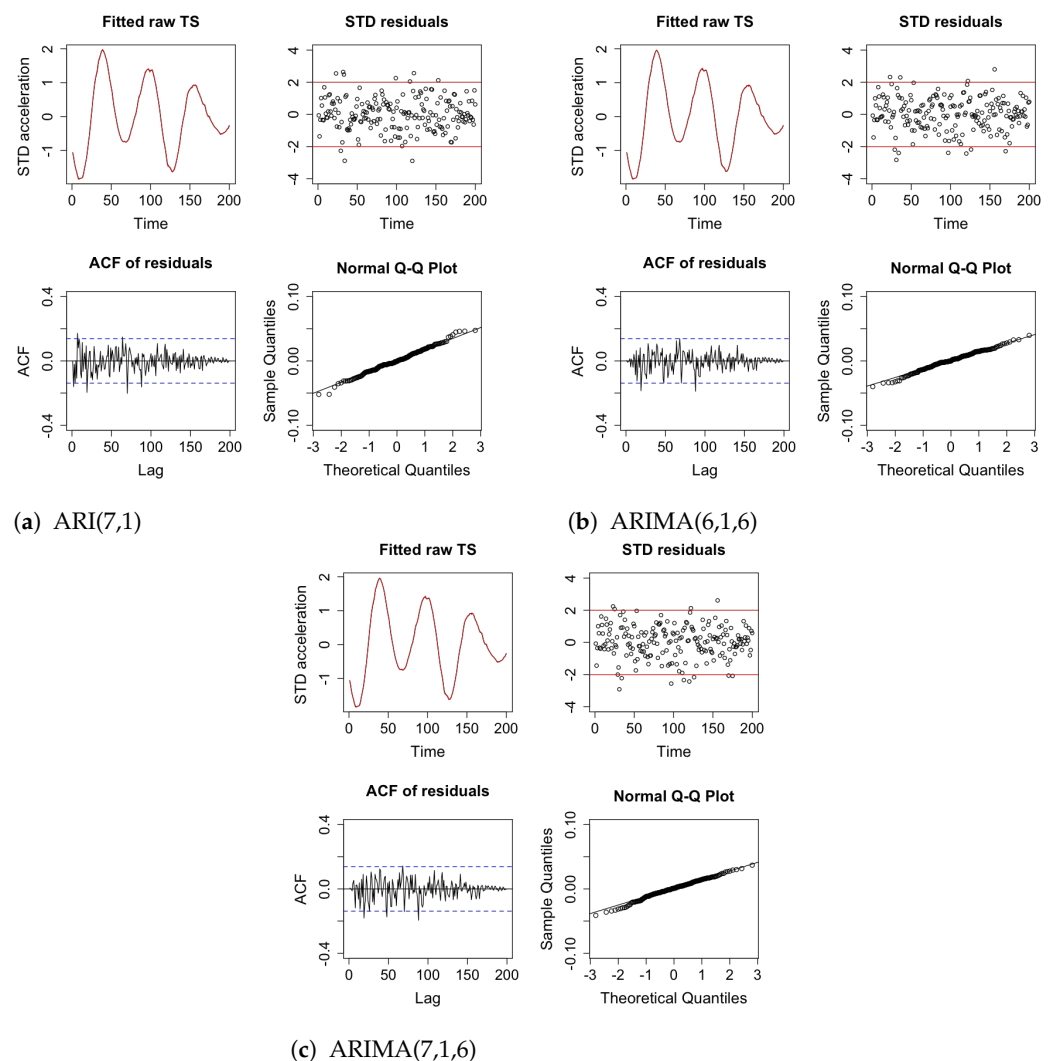 Fitted raw TS
STD acceleration
2
1
0
-1
0 50 100 150 200
Time
STD residuals
4
2
0
-2
-4
0 50 100 150 200
Time
ACF of residuals
ACF
0.4
0.0
-0.4
0 50 100 150 200
Lag
Normal Q-Q Plot
Sample Quantiles
0.10
0.00
-0.10
-3 -2 -1 0 1 2 3
Theoretical Quantiles
(a) ARI(7,1)
Fitted raw TS
STD acceleration
2
1
0
-1
0 50 100 150 200
Time
STD residuals
4
2
0
-2
-4
0 50 100 150 200
Time
ACF of residuals
ACF
0.4
0.0
-0.4
0 50 100 150 200
Lag
Normal Q-Q Plot
Sample Quantiles
0.10
0.00
-0.10
-3 -2 -1 0 1 2 3
Theoretical Quantiles
(b) ARIMA(6,1,6)
Fitted raw TS
STD acceleration
2
1
0
-1
0 50 100 150 200
Time
STD residuals
4
2
0
-2
-4
0 50 100 150 200
Time
ACF of residuals
ACF
0.4
0.0
-0.4
0 50 100 150 200
Lag
Normal Q-Q Plot
Sample Quantiles
0.10
0.00
-0.10
-3 -2 -1 0 1 2 3
Theoretical Quantiles
(c) ARIMA(7,1,6)